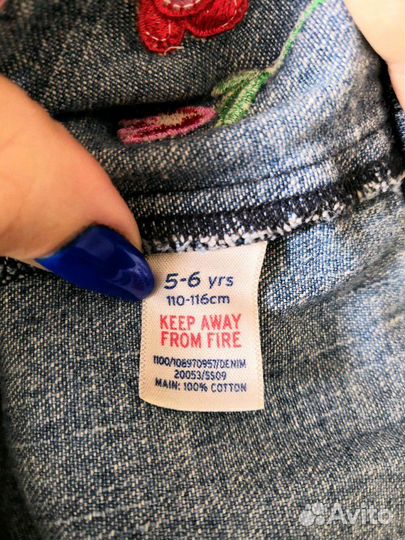 5-6 yrs
110-116cm
KEEP AWAY
FROM FIRE
1100/108970957/DENIM
20053/SS09
MAIN: 100% COTTON
Avito